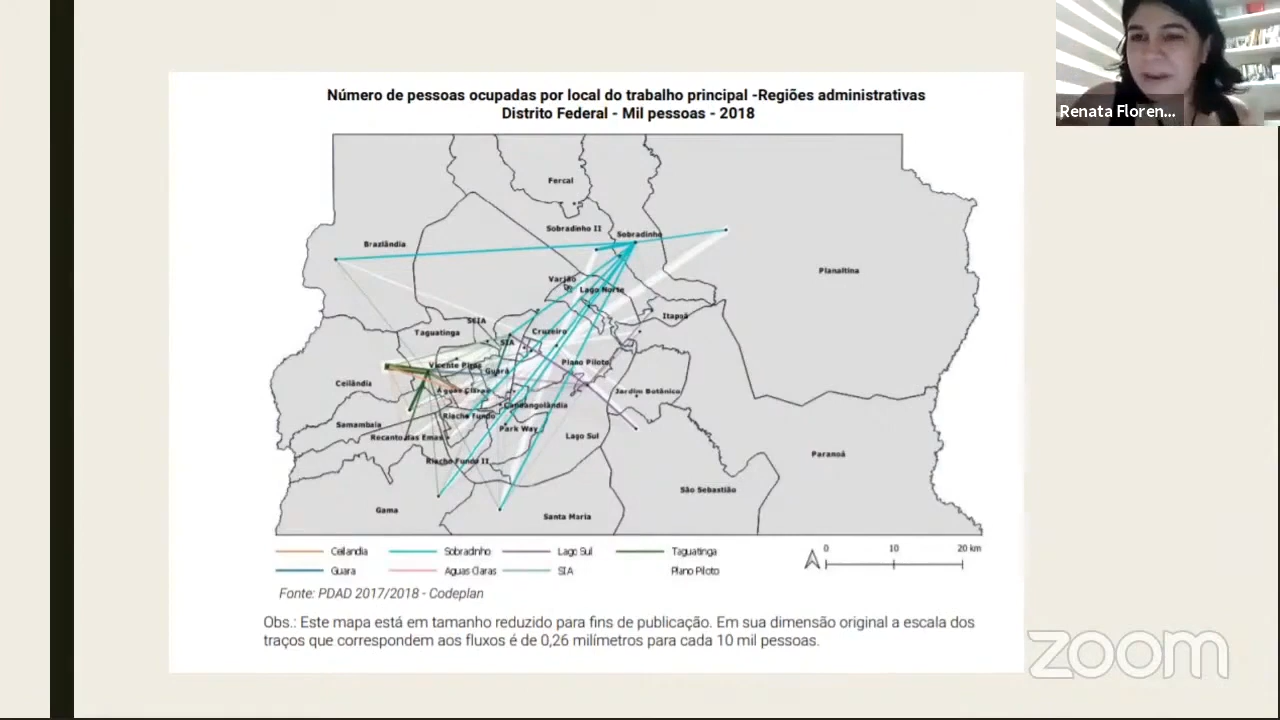 Número de pessoas ocupadas por local do trabalho principal -Regiões administrativas
Distrito Federal - Mil pessoas - 2018
Renata Floren...
Fercal
Sobradinho II
Sobradinho
Brazlândia
Planaltina
Varjão
Lago Norte
Itapoã
SCIA
Taguatinga
Cruzeiro
SIA
Plano Piloto
Vicente Pires
Guará
Ceilândia
Águas Claras
Jardim Botânico
Candangolândia
Riacho Fundo
Samambaia
Park Way
Recanto das Emas
Lago Sul
Paranoá
Riacho Fundo II
São Sebastião
Gama
Santa Maria
Ceilandia
Sobradinho
Lago Sul
Taguatinga
Guara
Aguas Claras
SIA
Plano Piloto
0 10 20 km
Fonte: PDAD 2017/2018 - Codeplan
Obs.: Este mapa está em tamanho reduzido para fins de publicação. Em sua dimensão original a escala dos
traços que correspondem aos fluxos é de 0,26 milímetros para cada 10 mil pessoas.
zoom